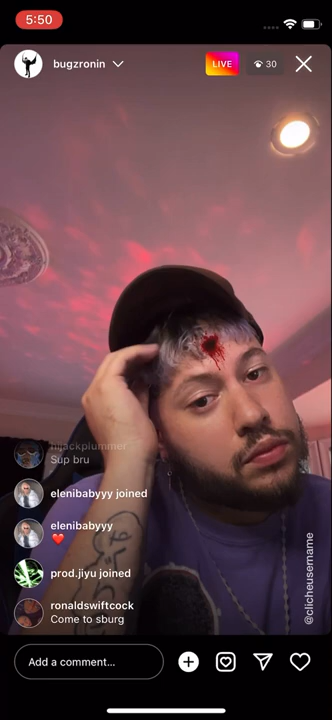 5:50
bugzronin
LIVE
30
hijackplummer
Sup bru
elenibabyyy joined
elenibabyyy
❤️
prod.jiyu joined
ronaldswiftcock
Come to sburg
@clicheusername
Add a comment...